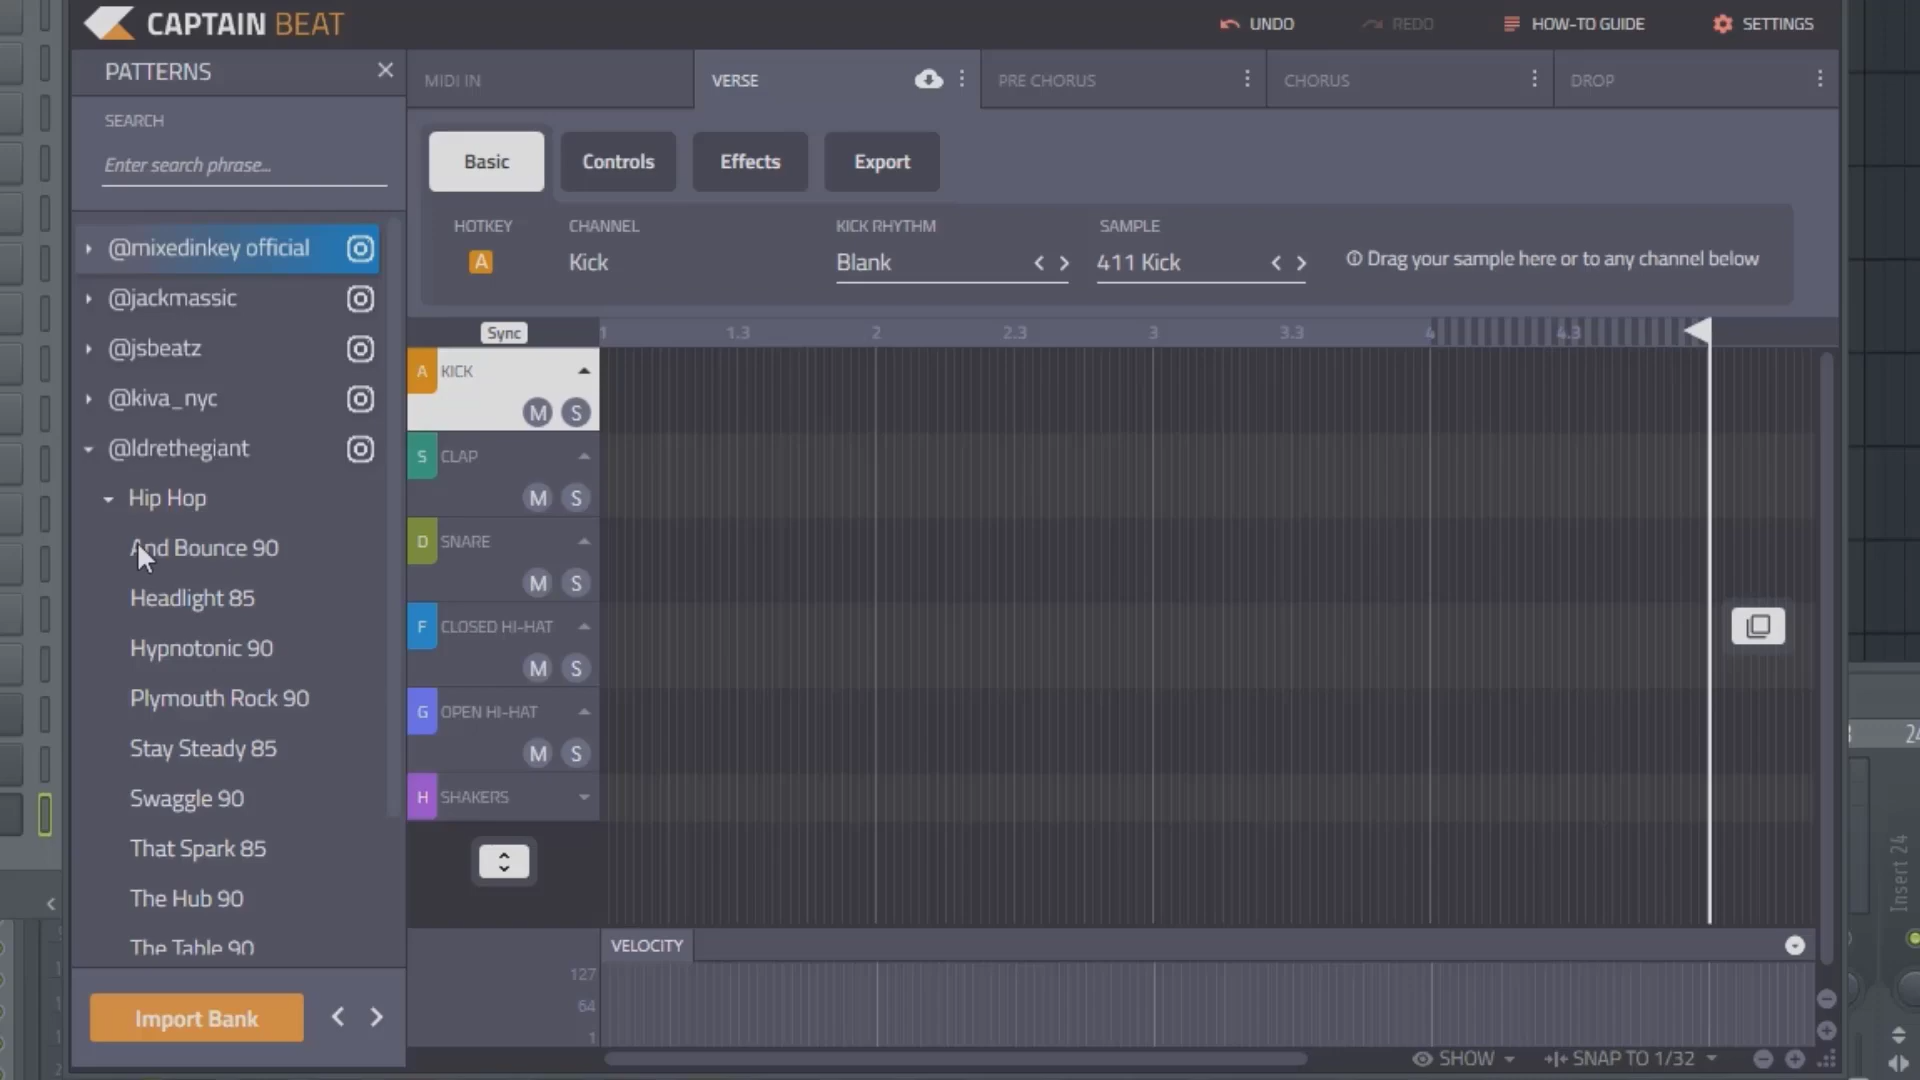 CAPTAIN BEAT
UNDO
REDO
HOW-TO GUIDE
SETTINGS
PATTERNS
MIDI IN
VERSE
PRE CHORUS
CHORUS
DROP
SEARCH
Enter search phrase...
Basic
Controls
Effects
Export
HOTKEY
CHANNEL
KICK RHYTHM
SAMPLE
A
Kick
Blank
411 Kick
Drag your sample here or to any channel below
@mixedinkey official
@jackmassic
@jsbeatz
@kiva_nyc
@ldrethegiant
Hip Hop
And Bounce 90
Headlight 85
Hypnotonic 90
Plymouth Rock 90
Stay Steady 85
Swaggle 90
That Spark 85
The Hub 90
The Table 90
Import Bank
Sync
1 1.3 2 2.3 3 3.3 4 4.3
A KICK
M S
S CLAP
M S
D SNARE
M S
F CLOSED HI-HAT
M S
G OPEN HI-HAT
M S
H SHAKERS
VELOCITY
127
64
1
SHOW
SNAP TO 1/32
Insert 24